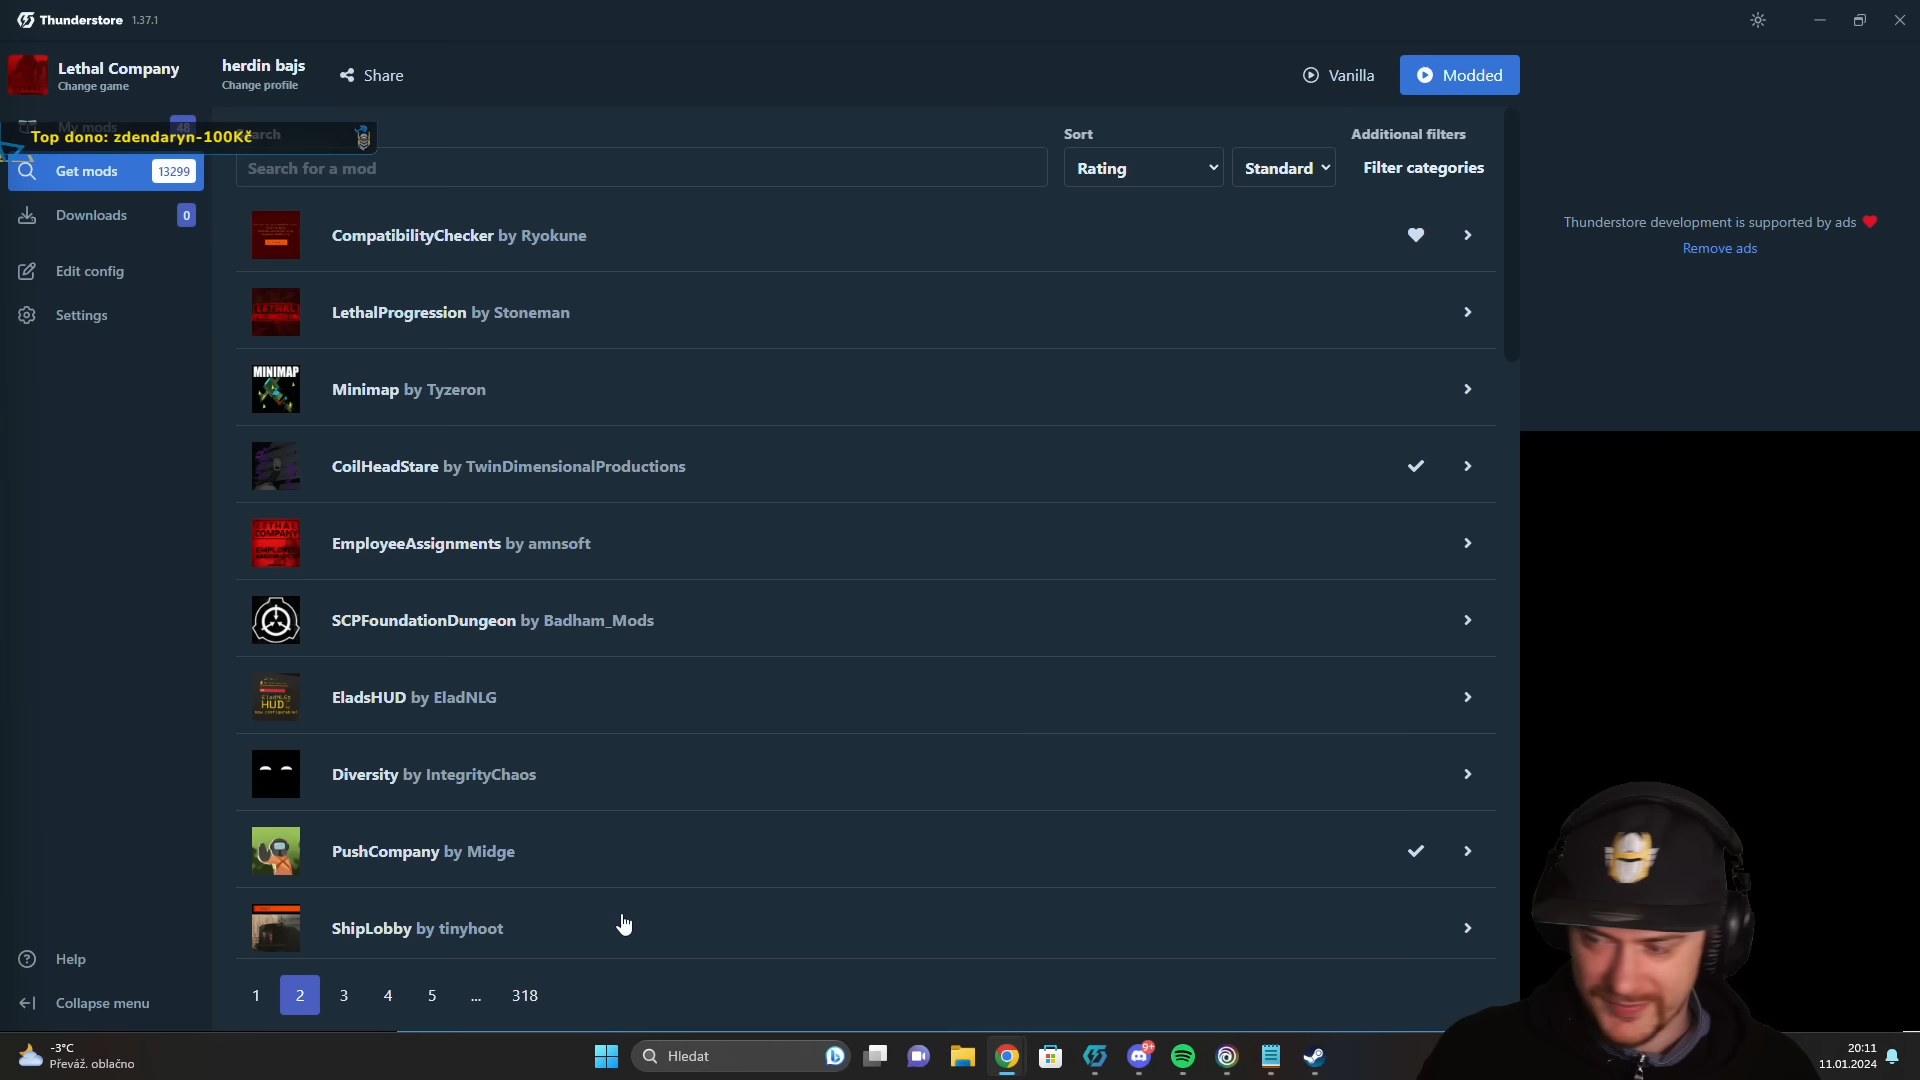 Thunderstore 1.37.1
Lethal Company
Change game
herdin bajs
Change profile
Share
Vanilla
Modded
My mods 48
Top dono: zdendaryn-100Kč
Get mods 13299
Downloads 0
Edit config
Settings
Search for a mod
Sort
Rating
Standard
Additional filters
Filter categories
CompatibilityChecker by Ryokune
LethalProgression by Stoneman
MINIMAP
Minimap by Tyzeron
CoilHeadStare by TwinDimensionalProductions
EmployeeAssignments by amnsoft
SCPFoundationDungeon by Badham_Mods
EladsHUD by EladNLG
Diversity by IntegrityChaos
PushCompany by Midge
ShipLobby by tinyhoot
1 2 3 4 5 ... 318
Thunderstore development is supported by ads
Remove ads
Help
Collapse menu
-3°C
Převáž. oblačno
Hledat
9+
20:11
11.01.2024